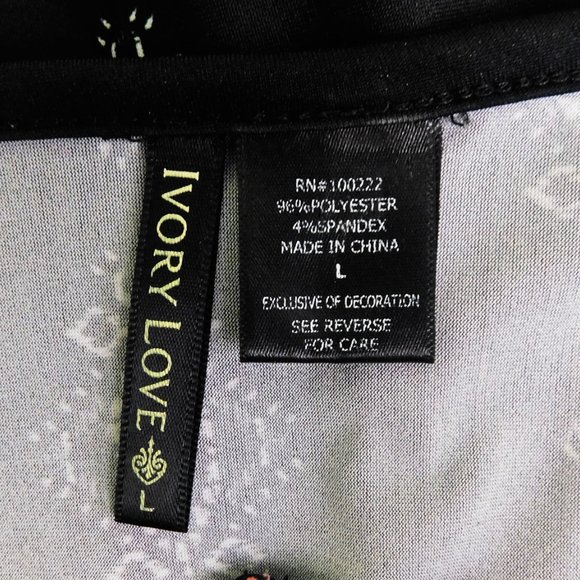 IVORY LOVE
L
RN#100222
96%POLYESTER
4%SPANDEX
MADE IN CHINA
L
EXCLUSIVE OF DECORATION
SEE REVERSE
FOR CARE